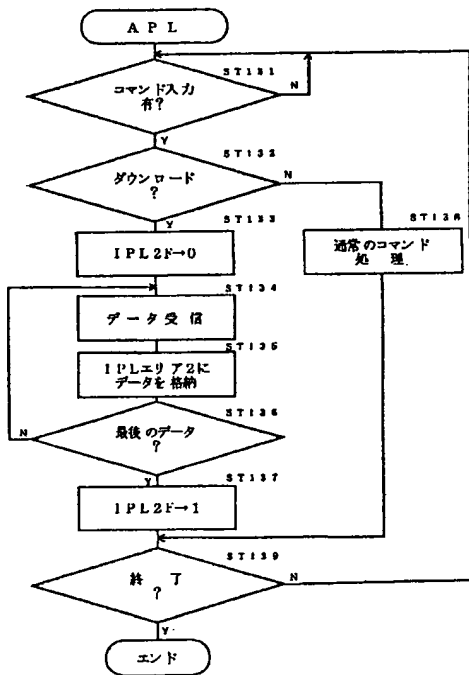 A P L
ST131
コマンド入力
有?
N
Y
ST132
ダウンロード
?
N
Y
ST133
IPL2F→0
ST138
通常のコマンド
処 理
ST134
データ受信
ST135
IPLエリア2に
データを格納
ST136
最後のデータ
?
N
Y
ST137
IPL2F→1
ST139
終 了
?
N
Y
エンド